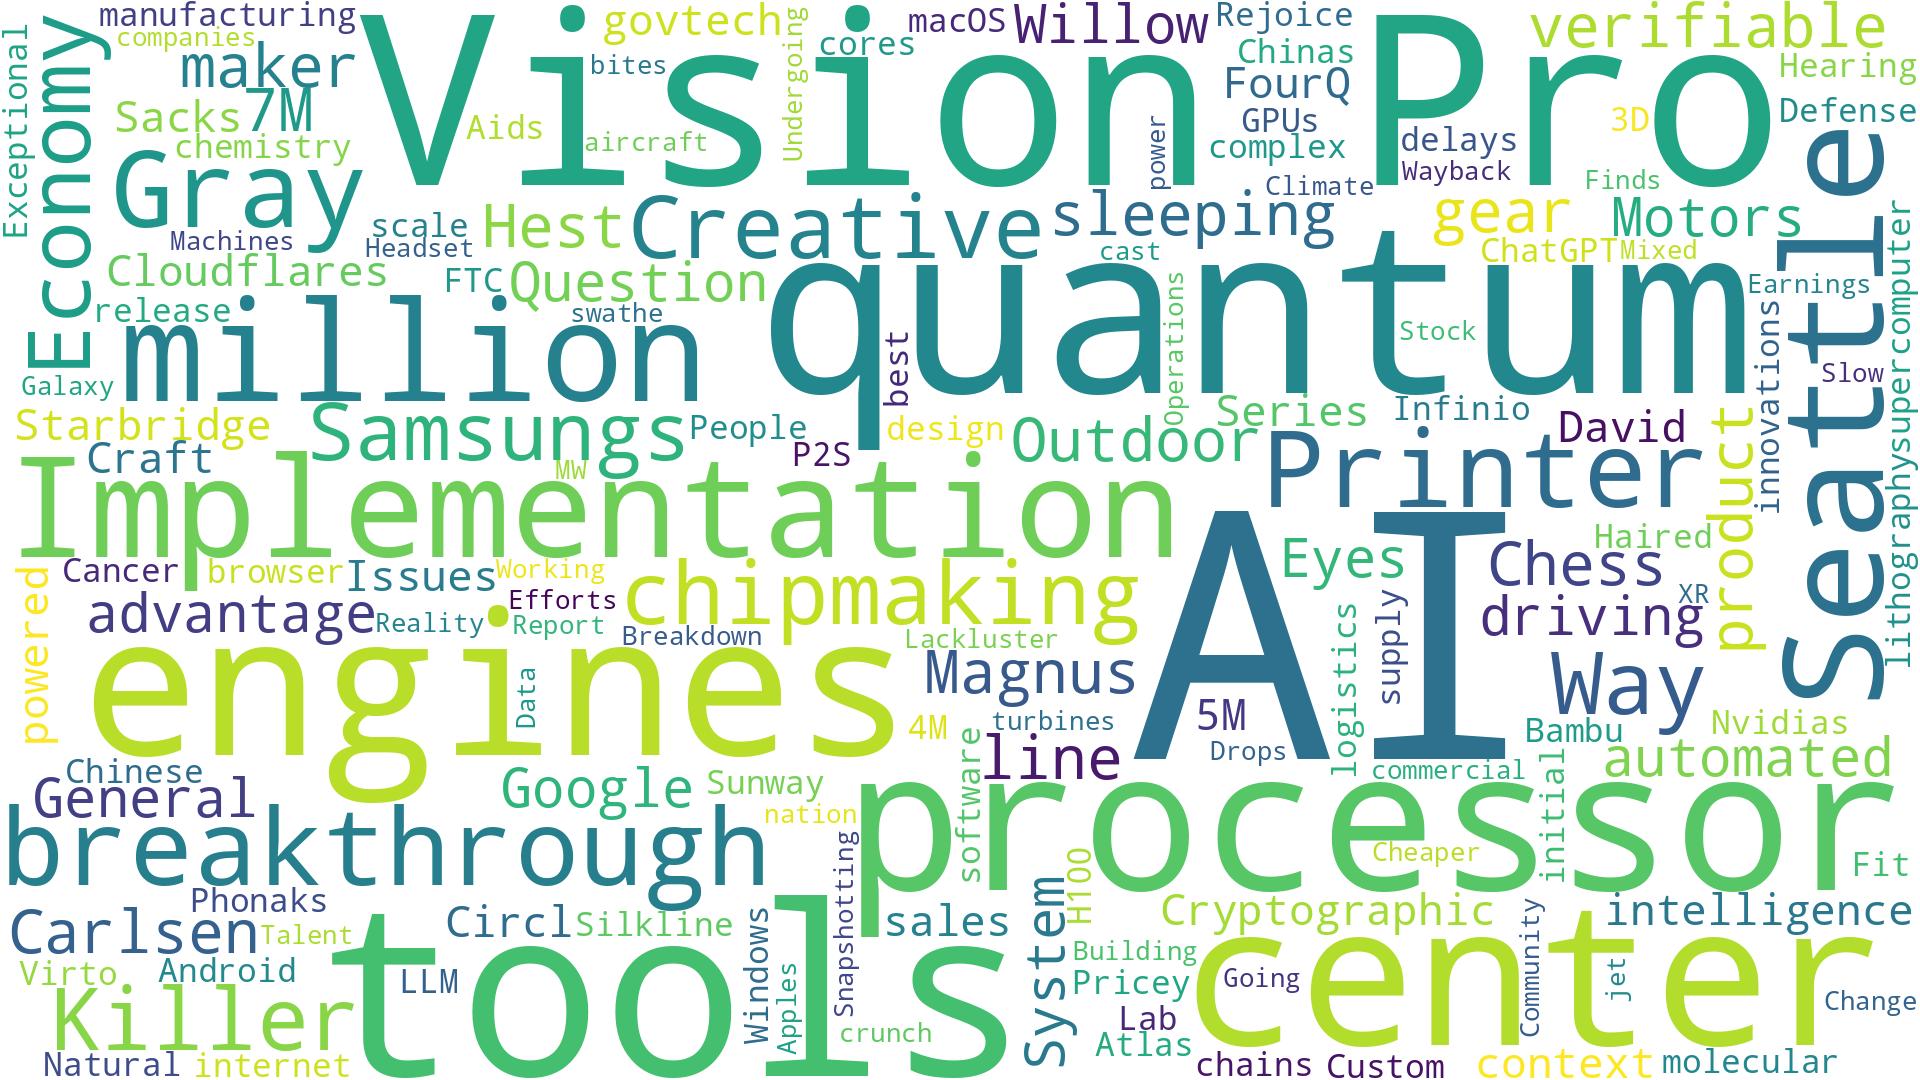 manufacturing
companies
Exceptional
Economy
maker
Sacks
7M
chemistry
Gray
Vision Pro
govtech
bites
Aids
aircraft
Undergoing
cores
macOS
Willow
Rejoice
Chinas
FourQ
GPUs
complex
power
Climate
verifiable
Hearing
3D
Defense
delays
Wayback
Finds
scale
Headset
Machines
Cloudflares
release
Hest
Creative
sleeping
cast
gear
Motors
ChatGPT
Mixed
FTC
Question
swathe
million
quantum
best
Operations
Stock
Earnings
innovations
Seattle
lithographysupercomputer
Slow
Galaxy
Starbridge
Craft
Samsungs
People
P2S
MW
design
Outdoor
Series
Infinio
David
Printer
product
Implementation
Haired
Eyes
Chess
XR
driving
Way
Cancer
browser
Issues
Working
Efforts
chipmaking
powered
advantage
Reality
Report
Breakdown
Lackluster
engines
Data
Magnus
AI
5M
Drops
logistics
supply
4M
turbines
line
Bambu
Nvidias
automated
commercial
initial
Chinese
General
Google
Sunway
nation
software
processor
Cheaper
Fit
breakthrough
Snapshotting
H100
Phonaks
Carlsen
Talent
Circl
Silkline
sales
System
Cryptographic
Community
intelligence
Virto
Android
LLM
Windows
Apples
tools
crunch
Building
Pricey
Going
center
jet
Change
Killer
Lab
Atlas
Natural
internet
chains
Custom
context
molecular